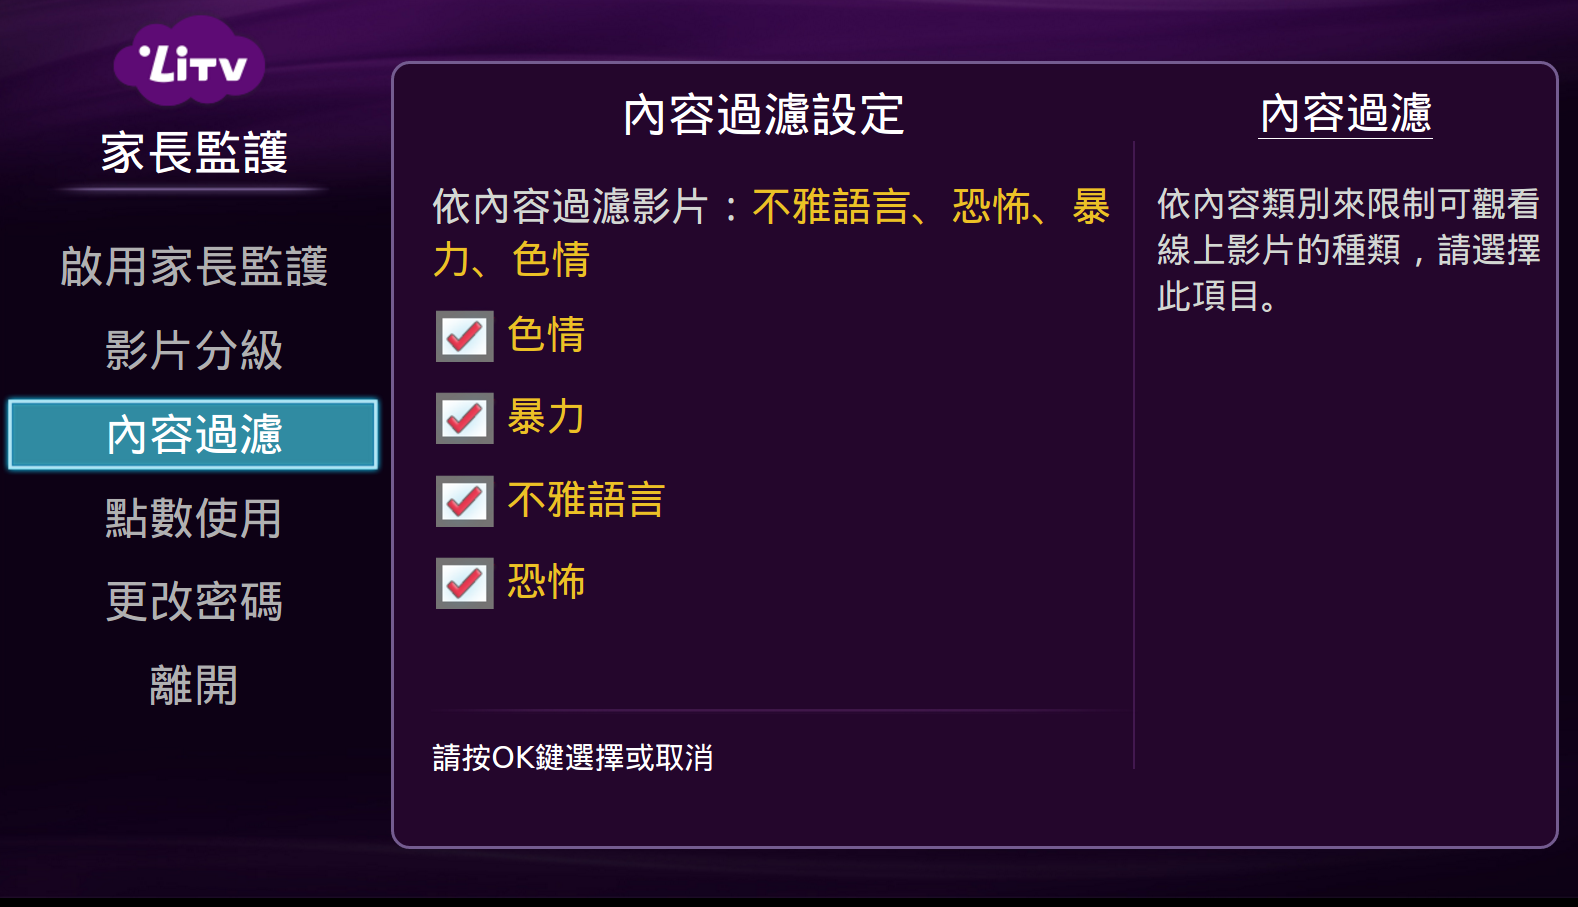 LiTV
家長監護
啟用家長監護
影片分級
內容過濾
點數使用
更改密碼
離開
內容過濾設定
依內容過濾影片：不雅語言、恐怖、暴
力、色情
色情
暴力
不雅語言
恐怖
請按OK鍵選擇或取消
內容過濾
依內容類別來限制可觀看
線上影片的種類，請選擇
此項目。